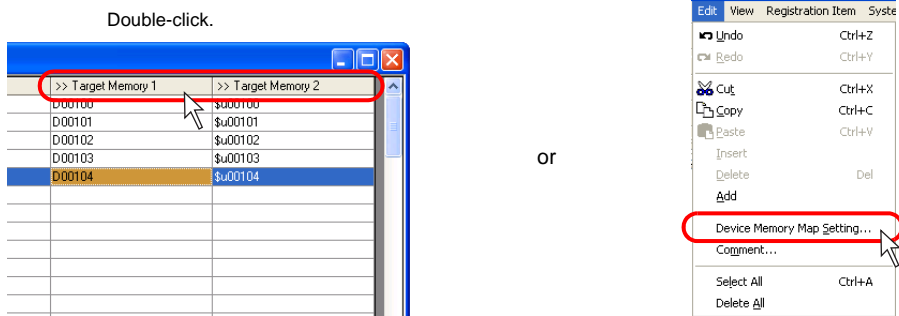 Double-click.
>> Target Memory 1 >> Target Memory 2
D00100 $u00100
D00101 $u00101
D00102 $u00102
D00103 $u00103
D00104 $u00104
or
Edit View Registration Item Syste
Undo Ctrl+Z
Redo Ctrl+Y
Cut Ctrl+X
Copy Ctrl+C
Paste Ctrl+V
Insert
Delete Del
Add
Device Memory Map Setting...
Comment...
Select All Ctrl+A
Delete All